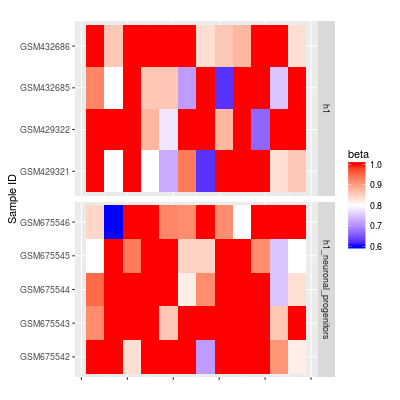 GSM432686
GSM432685
GSM429322
GSM429321
h1
GSM675546
GSM675545
GSM675544
GSM675543
GSM675542
h1_neuronal_progenitors
Sample ID
beta
1.0
0.9
0.8
0.7
0.6